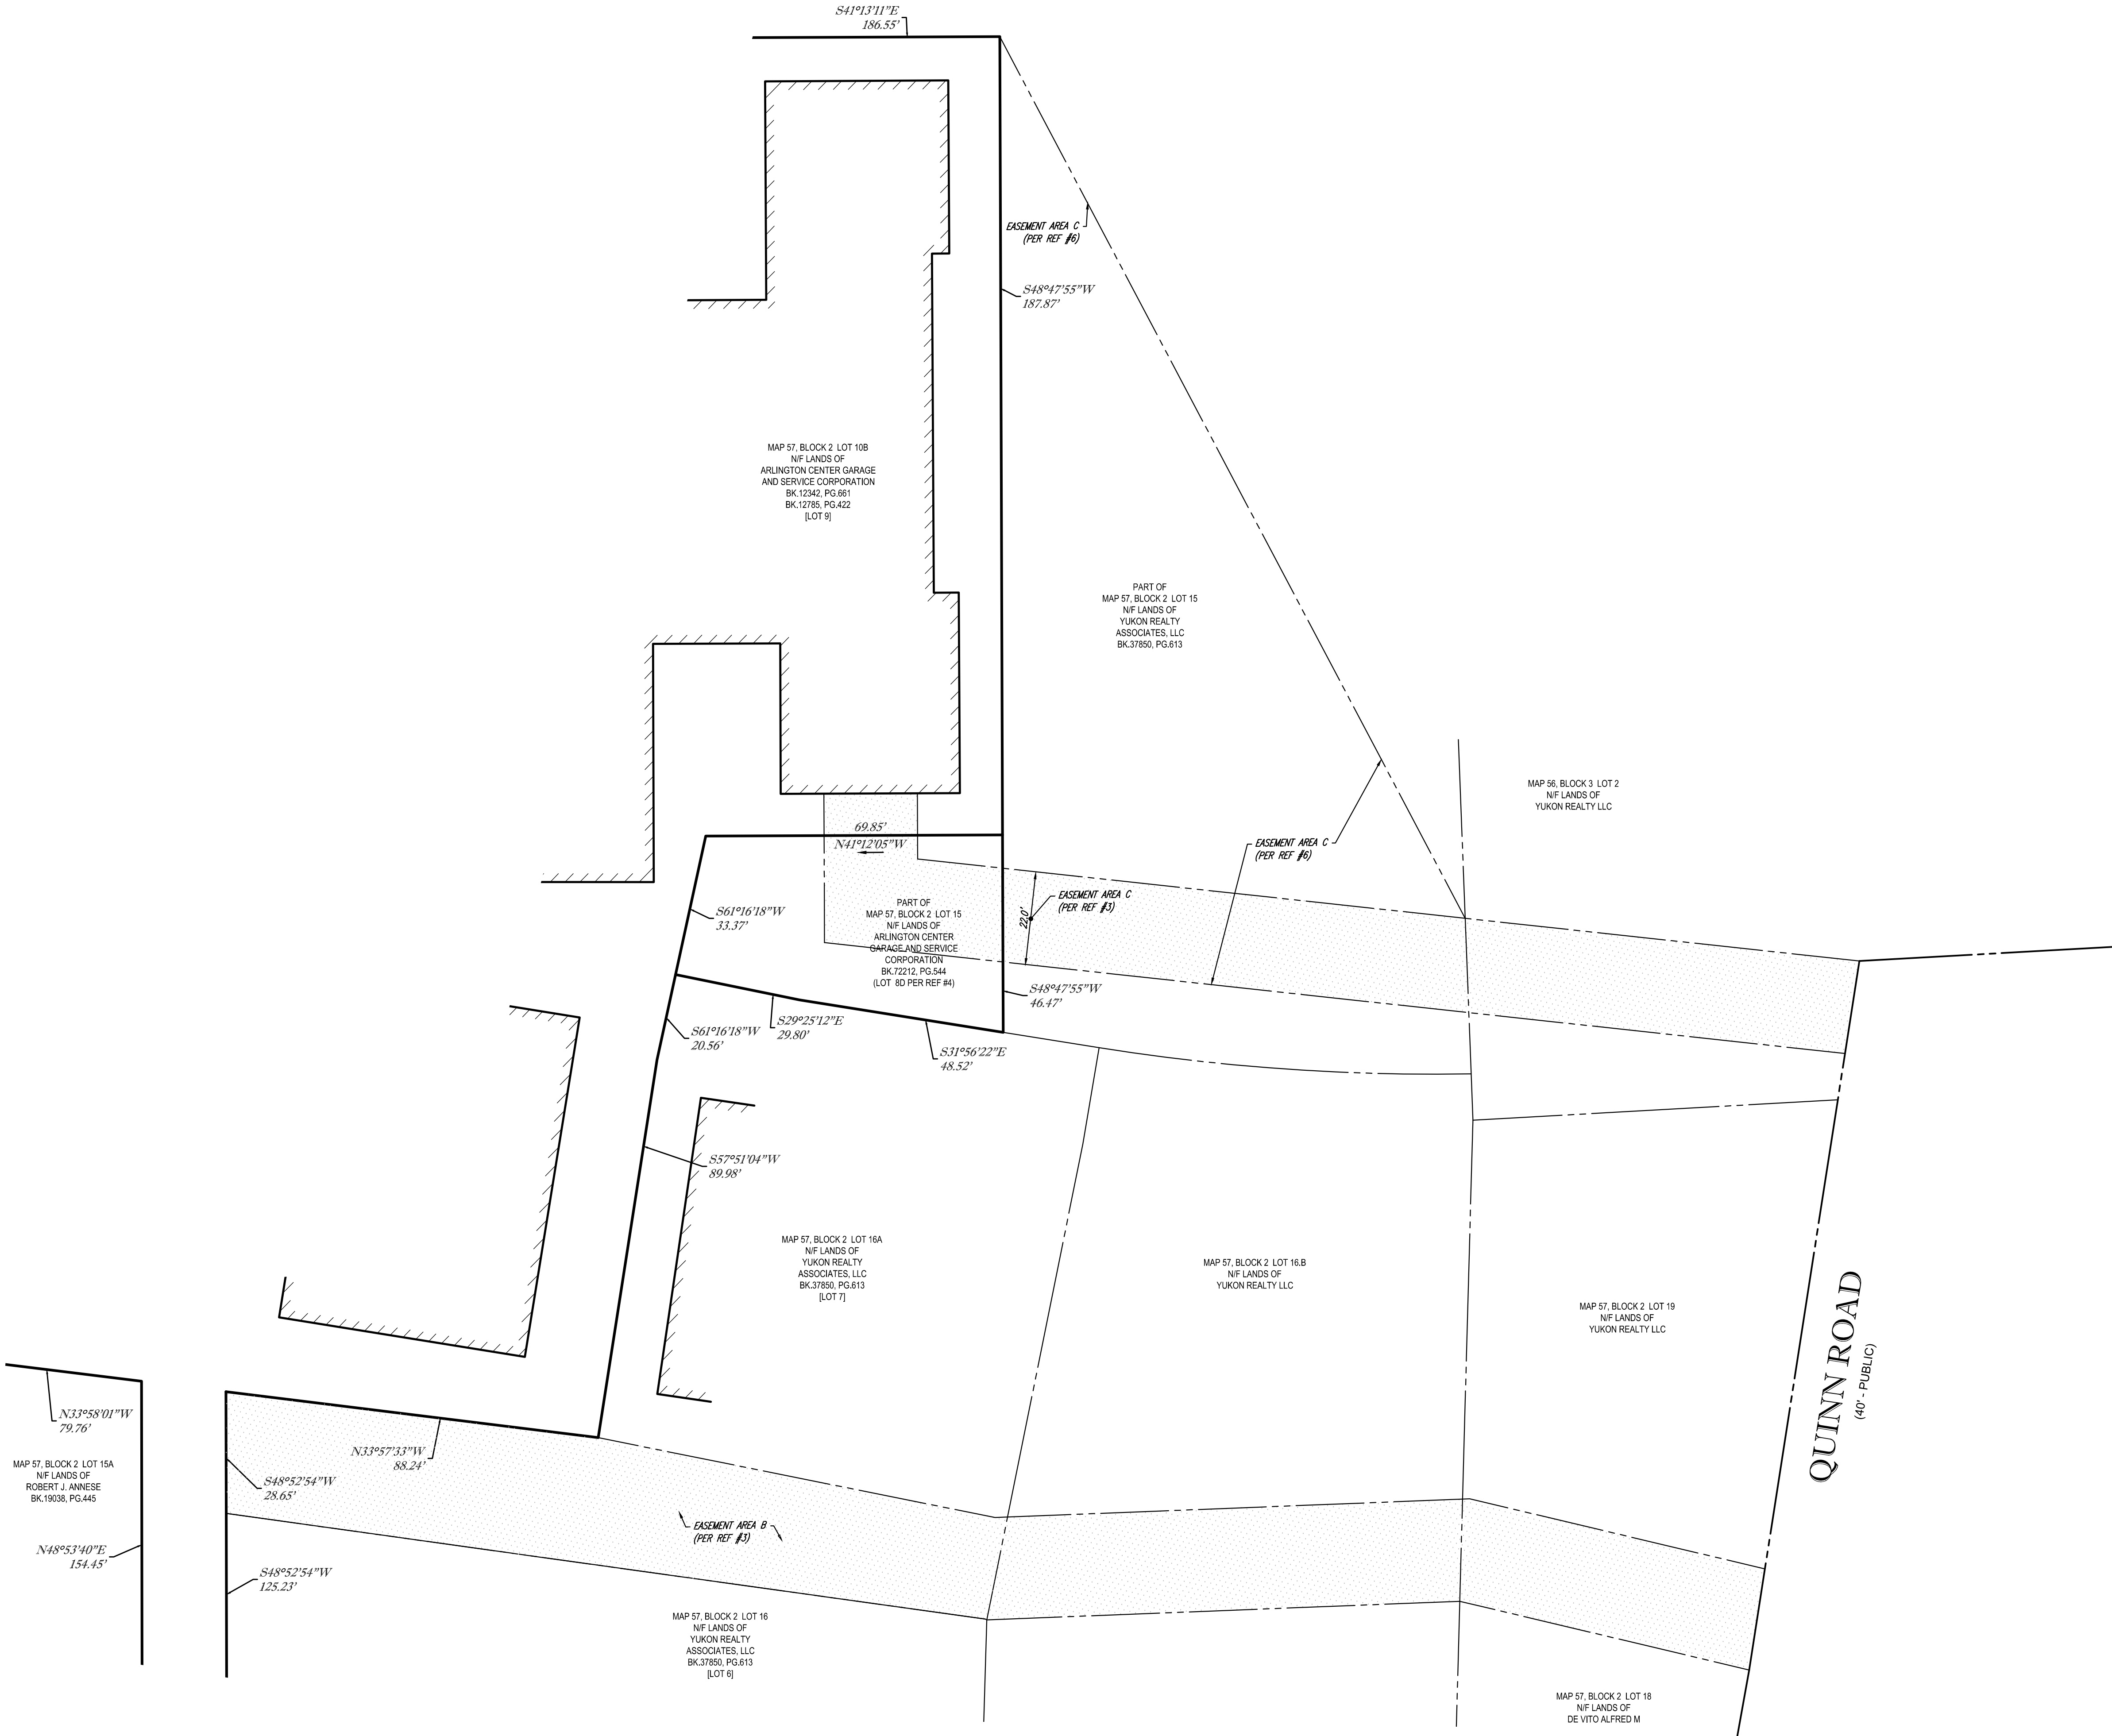 S41°13'11"E
186.55'
EASEMENT AREA C
(PER REF #6)
S48°47'55"W
187.87'
MAP 57, BLOCK 2 LOT 10B
N/F LANDS OF
ARLINGTON CENTER GARAGE
AND SERVICE CORPORATION
BK.12342, PG.661
BK.12785, PG.422
[LOT 9]
PART OF
MAP 57, BLOCK 2 LOT 15
N/F LANDS OF
YUKON REALTY
ASSOCIATES, LLC
BK.37850, PG.613
MAP 56, BLOCK 3 LOT 2
N/F LANDS OF
YUKON REALTY LLC
69.85'
N41°12'05"W
EASEMENT AREA C
(PER REF #6)
EASEMENT AREA C
(PER REF #3)
22.0'
S61°16'18"W
33.37'
PART OF
MAP 57, BLOCK 2 LOT 15
N/F LANDS OF
ARLINGTON CENTER
GARAGE AND SERVICE
CORPORATION
BK.72212, PG.544
(LOT 8D PER REF #4)
S48°47'55"W
46.47'
S61°16'18"W
20.56'
S29°25'12"E
29.80'
S31°56'22"E
48.52'
S57°51'04"W
89.98'
MAP 57, BLOCK 2 LOT 16A
N/F LANDS OF
YUKON REALTY
ASSOCIATES, LLC
BK.37850, PG.613
[LOT 7]
MAP 57, BLOCK 2 LOT 16.B
N/F LANDS OF
YUKON REALTY LLC
MAP 57, BLOCK 2 LOT 19
N/F LANDS OF
YUKON REALTY LLC
QUINN ROAD
(40' - PUBLIC)
N33°58'01"W
79.76'
N33°57'33"W
88.24'
MAP 57, BLOCK 2 LOT 15A
N/F LANDS OF
ROBERT J. ANNESE
BK.19038, PG.445
S48°52'54"W
28.65'
EASEMENT AREA B
(PER REF #3)
N48°53'40"E
154.45'
S48°52'54"W
125.23'
MAP 57, BLOCK 2 LOT 16
N/F LANDS OF
YUKON REALTY
ASSOCIATES, LLC
BK.37850, PG.613
[LOT 6]
MAP 57, BLOCK 2 LOT 18
N/F LANDS OF
DE VITO ALFRED M